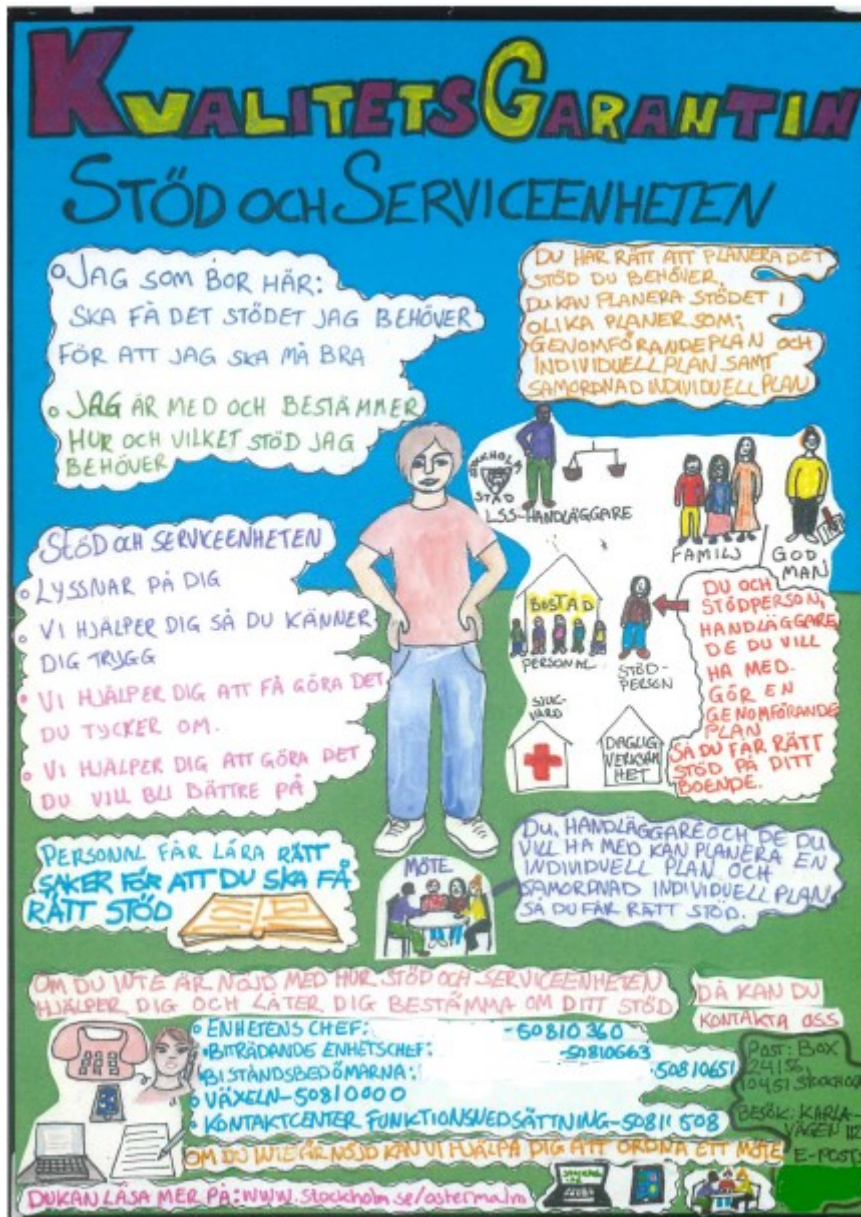 KVALITETSGARANTIN
STÖD OCH SERVICEENHETEN
JAG SOM BOR HÄR:
SKA FÅ DET STÖDET JAG BEHÖVER
FÖR ATT JAG SKA MÅ BRA
JAG ÄR MED OCH BESTÄMMER
HUR OCH VILKET STÖD JAG
BEHÖVER
DU HAR RÄTT ATT PLANERA DET
STÖD DU BEHÖVER,
DU KAN PLANERA STÖDET I
OLIKA PLANER SOM;
GENOMFÖRANDEPLAN OCH
INDIVIDUELL PLAN SAMT
SAMORDNAD INDIVIDUELL PLAN
STOCKHOLMS
STAD
LSS-HANDLÄGGARE
FAMILJ
GOD
MAN
STÖD OCH SERVICEENHETEN
LYSSNAR PÅ DIG
VI HJÄLPER DIG SÅ DU KÄNNER
DIG TRYGG
VI HJÄLPER DIG ATT FÅ GÖRA DET
DU TYCKER OM.
VI HJÄLPER DIG ATT GÖRA DET
DU VILL BLI BÄTTRE PÅ
BOSTAD
PERSONAL
STÖD-
PERSON
SJUK-
VÅRD
DAGLIG
VERKSAM
HET
DU OCH
STÖDPERSON,
HANDLÄGGARE
DE DU VILL
HA MED.
GÖR EN
GENOMFÖRANDE
PLAN
SÅ DU FÅR RÄTT
STÖD PÅ DITT
BOENDE.
PERSONAL FÅR LÄRA RÄTT
SAKER FÖR ATT DU SKA FÅ
RÄTT STÖD
MÖTE
DU, HANDLÄGGARE OCH DE DU
VILL HA MED KAN PLANERA EN
INDIVIDUELL PLAN OCH
SAMORDNAD INDIVIDUELL PLAN,
SÅ DU FÅR RÄTT STÖD.
OM DU INTE ÄR NÖJD MED HUR STÖD OCH SERVICEENHETEN
HJÄLPER DIG OCH LÅTER DIG BESTÄMMA OM DITT STÖD
DÅ KAN DU
KONTAKTA OSS
ENHETENS CHEF: -50810360
BITRÄDANDE ENHETSCHEF: -50810663
BISTÅNDSBEDÖMARNA: -50810651
VÄXELN-50810000
KONTAKTCENTER FUNKTIONSNEDSÄTTNING-50811508
POST: BOX
24156,
10451 STOCKHO
BESÖK: KARLA-
VÄGEN 112
E-POST:
OM DU INTE ÄR NÖJD KAN VI HJÄLPA DIG ATT ORDNA ETT MÖTE
DU KAN LÄSA MER PÅ: WWW.stockholm.se/ostermalm